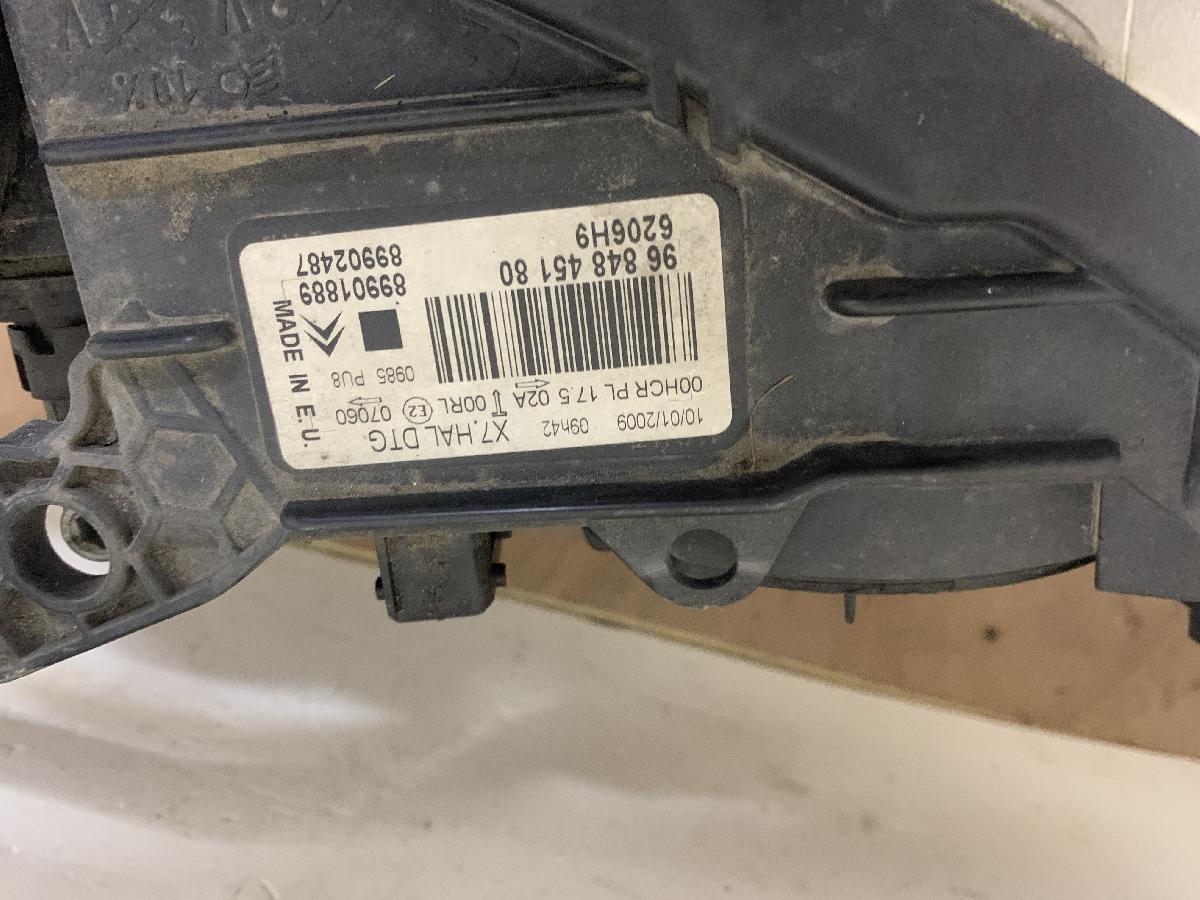 10/01/2009 09h42 X7.HAL DTG.
00HCR PL 17.5 02A 00RL E2 07060
0985 PU8
96 848 451 80 89901889
6206H9 89902487
MADE IN E.U.